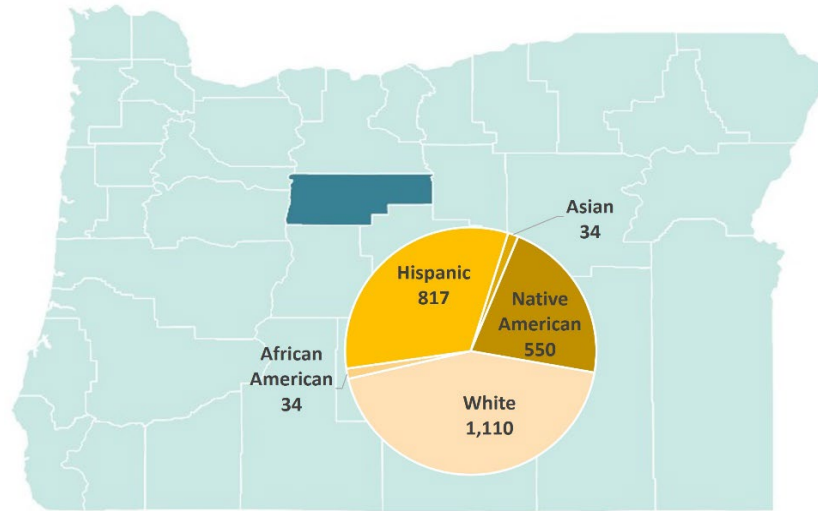 Asian
34
Hispanic
817
Native
American
550
African
American
34
White
1,110